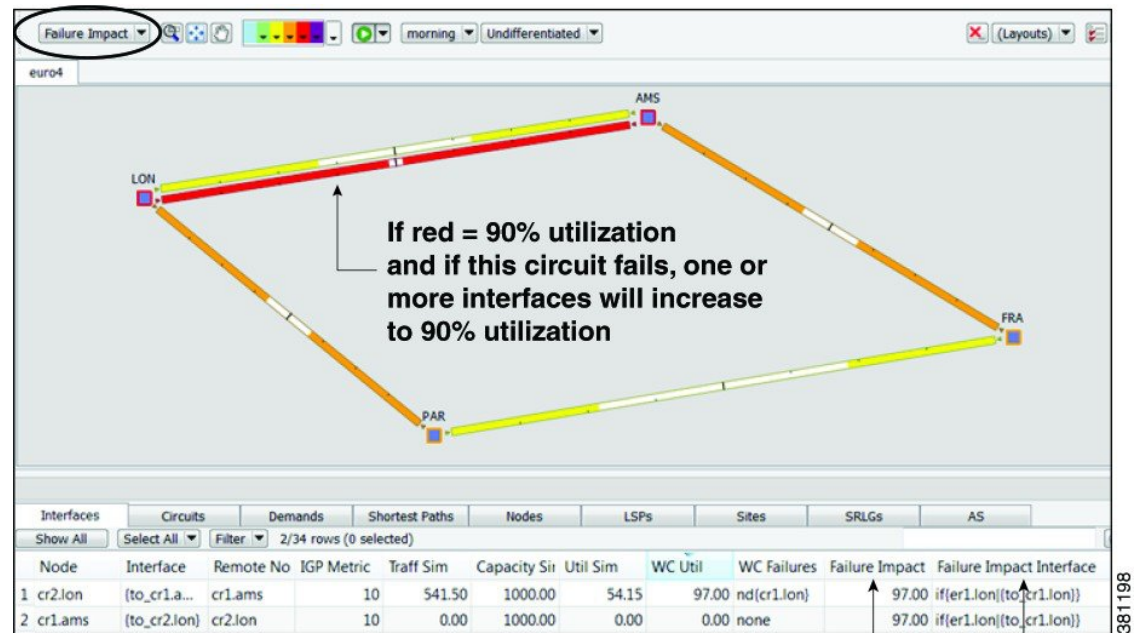 Failure Impact
morning
Undifferentiated
(Layouts)
euro4
AMS
LON
If red = 90% utilization
and if this circuit fails, one or
more interfaces will increase
to 90% utilization
FRA
PAR
Interfaces Circuits Demands Shortest Paths Nodes LSPs Sites SRLGs AS
Show All Select All Filter 2/34 rows (0 selected)
Node Interface Remote No IGP Metric Traff Sim Capacity Sir Util Sim WC Util WC Failures Failure Impact Failure Impact Interface
1 cr2.lon {to_cr1.a... cr1.ams 10 541.50 1000.00 54.15 97.00 nd{cr1.lon} 97.00 if{er1.lon|{to_cr1.lon}}
2 cr1.ams {to_cr2.lon} cr2.lon 10 0.00 1000.00 0.00 0.00 none 97.00 if{er1.lon|{to_cr1.lon}}
381198